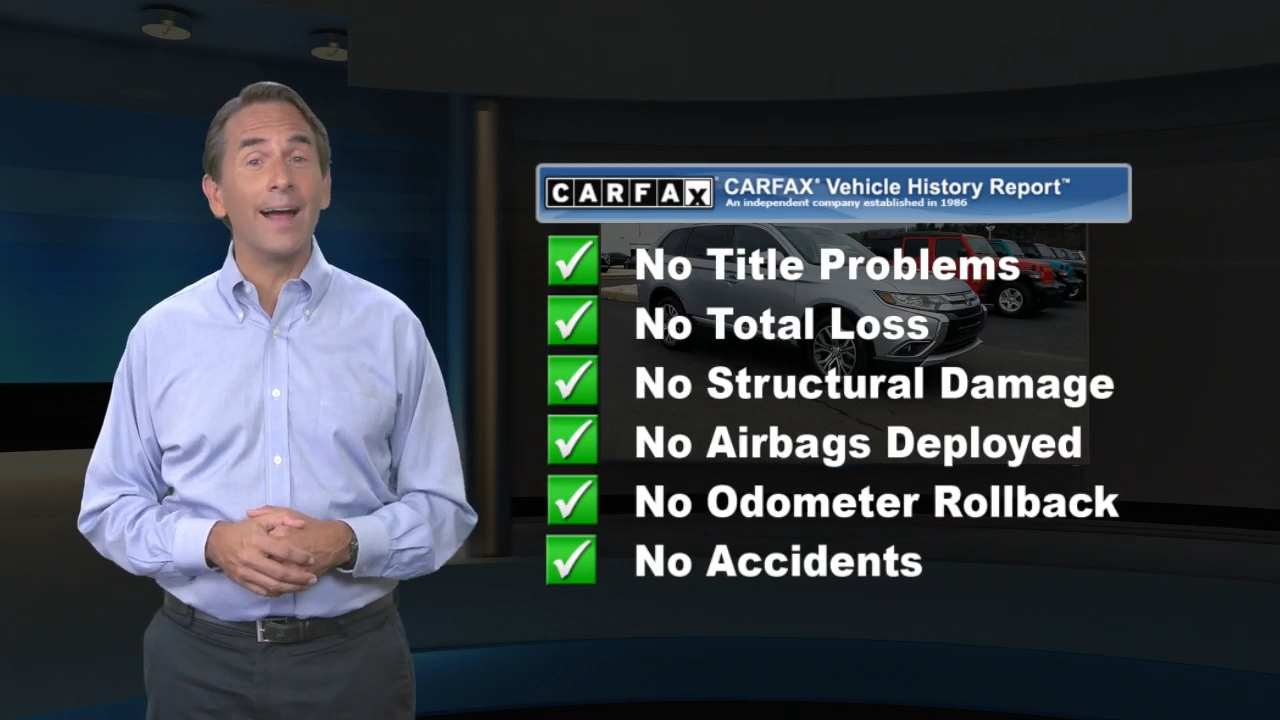 CARFAX
CARFAX® Vehicle History Report™
An independent company established in 1986
No Title Problems
No Total Loss
No Structural Damage
No Airbags Deployed
No Odometer Rollback
No Accidents